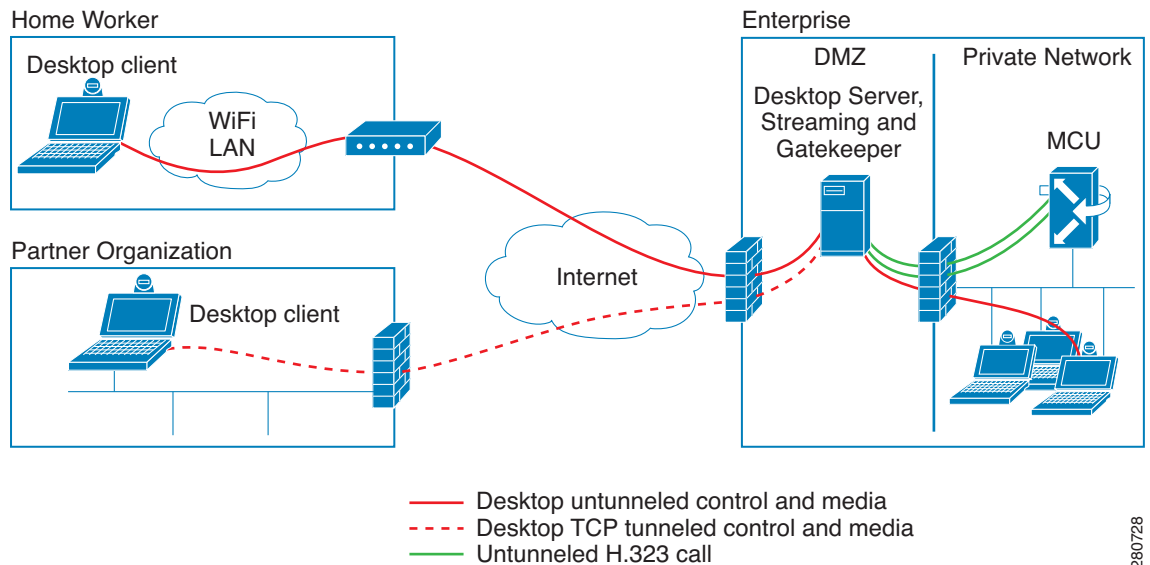 Home Worker
Desktop client
WiFi
LAN
Partner Organization
Desktop client
Internet
Enterprise
DMZ
Private Network
Desktop Server,
Streaming and
Gatekeeper
MCU
Desktop untunneled control and media
Desktop TCP tunneled control and media
Untunneled H.323 call
280728